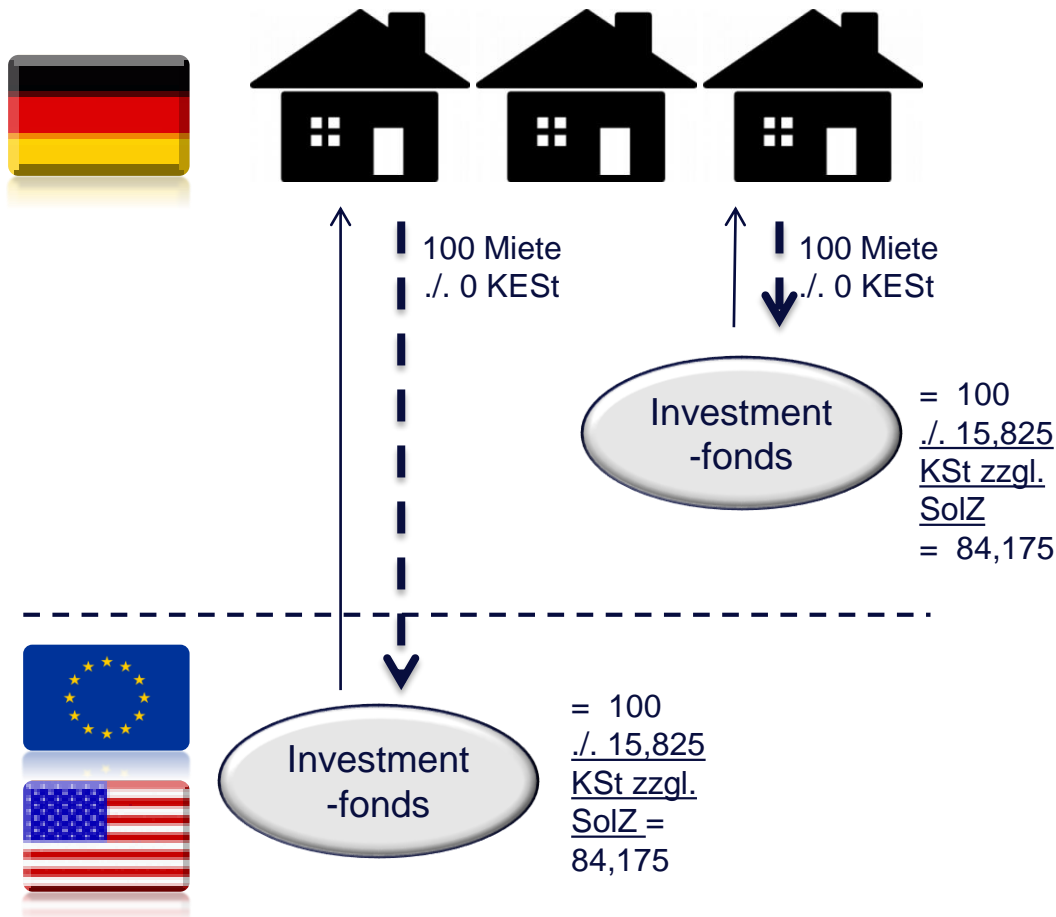 100 Miete
./. 0 KESt
100 Miete
./. 0 KESt
Investment
-fonds
= 100
./. 15,825
KSt zzgl.
SolZ
= 84,175
Investment
-fonds
= 100
./. 15,825
KSt zzgl.
SolZ =
84,175